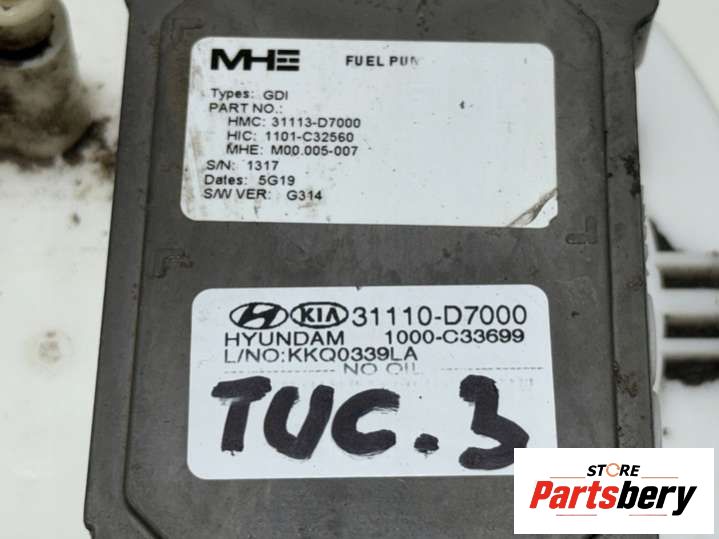 MHE FUEL
Types: GDI
PART NO.:
HMC: 31113-D7000
HIC: 1101-C32560
MHE: M00.005-007
S/N: 1317
Dates: 5G19
S/W VER: G314
KIA 31110-D7000
HYUNDAM 1000-C33699
L/NO:KKQ0339LA
NO OIL
TUC.3
STORE
Partsbery